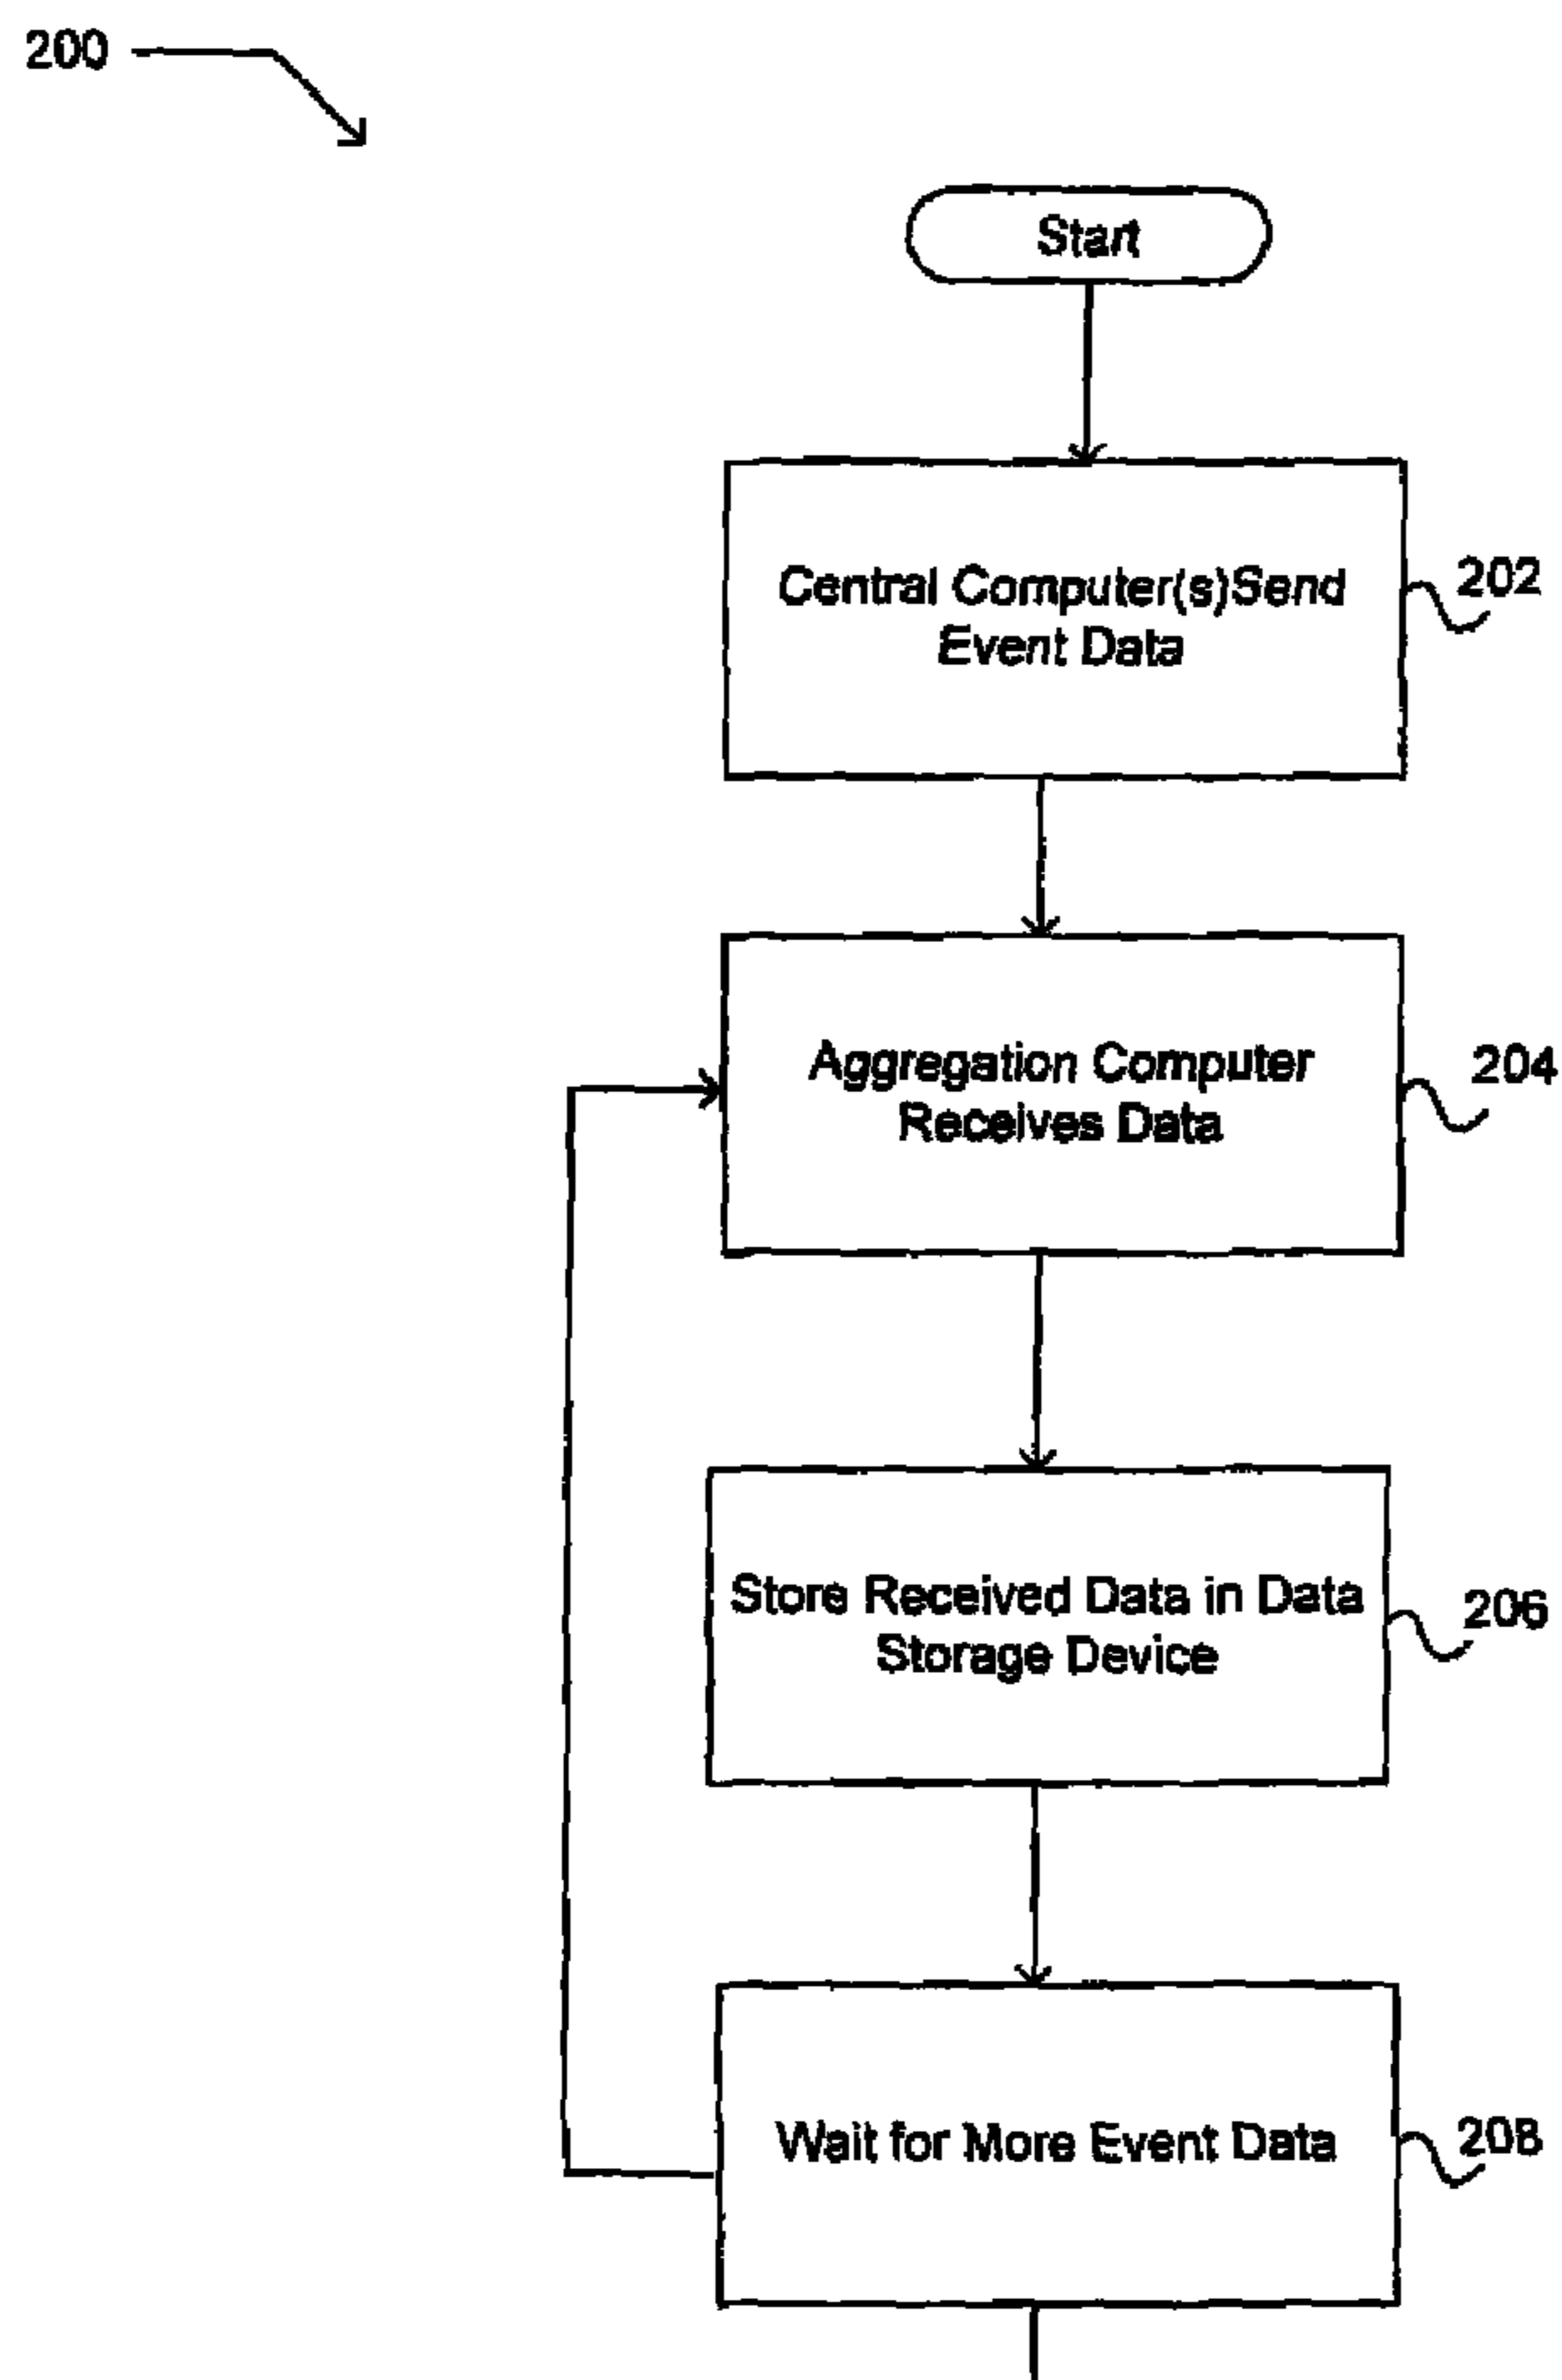 200
Start
Central Computer(s)Send
Event Data
202
Aggregation Computer
Receives Data
204
Store Received Data in Data
Storage Device
206
Wait for More Event Data
208